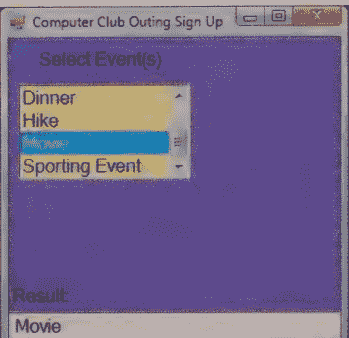 Computer Club Outing Sign Up
Select Event(s)
Dinner
Hike
Movie
Sporting Event
Result:
Movie